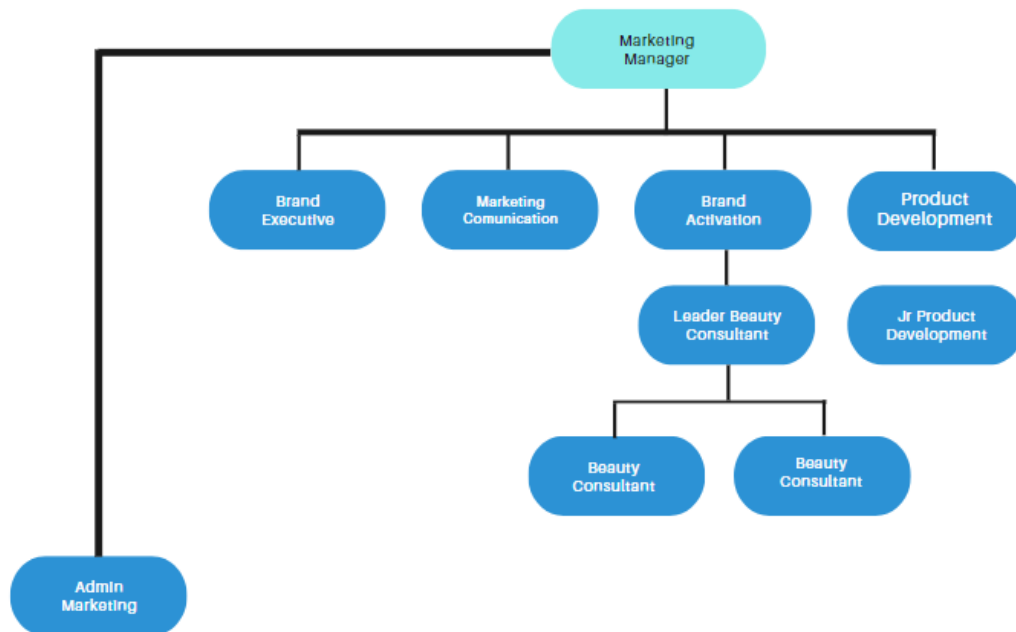 Marketing
Manager
Brand
Executive
Marketing
Comunication
Brand
Activation
Product
Development
Leader Beauty
Consultant
Jr Product
Development
Beauty
Consultant
Beauty
Consultant
Admin
Marketing